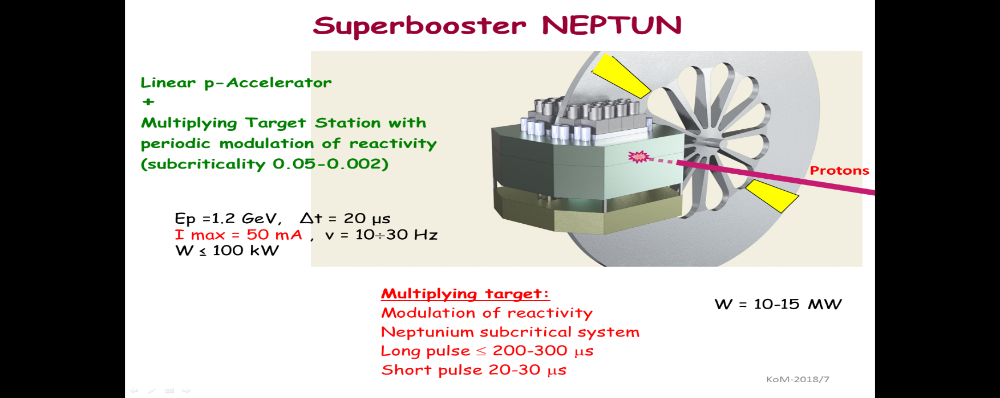 Superbooster NEPTUN
Linear p-Accelerator
+
Multiplying Target Station with
periodic modulation of reactivity
(subcriticality 0.05-0.002)
Protons
Ep =1.2 GeV,   Δt = 20 μs
I max = 50 mA ,  ν = 10÷30 Hz
W ≤ 100 kW
Multiplying target:
Modulation of reactivity
Neptunium subcritical system
Long pulse ≤ 200-300 μs
Short pulse 20-30 μs
W = 10-15 MW
KoM-2018/7